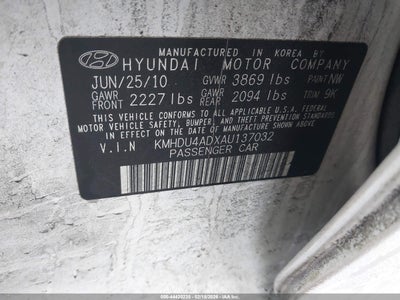 MANUFACTURED IN KOREA BY
HYUNDAI MOTOR COMPANY
JUN/25/10 GVWR 3869 lbs PAINT NW
GAWR FRONT 2227 lbs GAWR REAR 2094 lbs TRIM 9K
THIS VEHICLE CONFORMS TO ALL APPLICABLE U.S.A. FEDERAL
MOTOR VEHICLE SAFETY, BUMPER, AND THEFT PREVENTION
STANDARDS IN EFFECT ON THE DATE OF MANUFACTURE SHOWN ABOVE.
V.I.N KMHDU4ADXAU137032
PASSENGER CAR